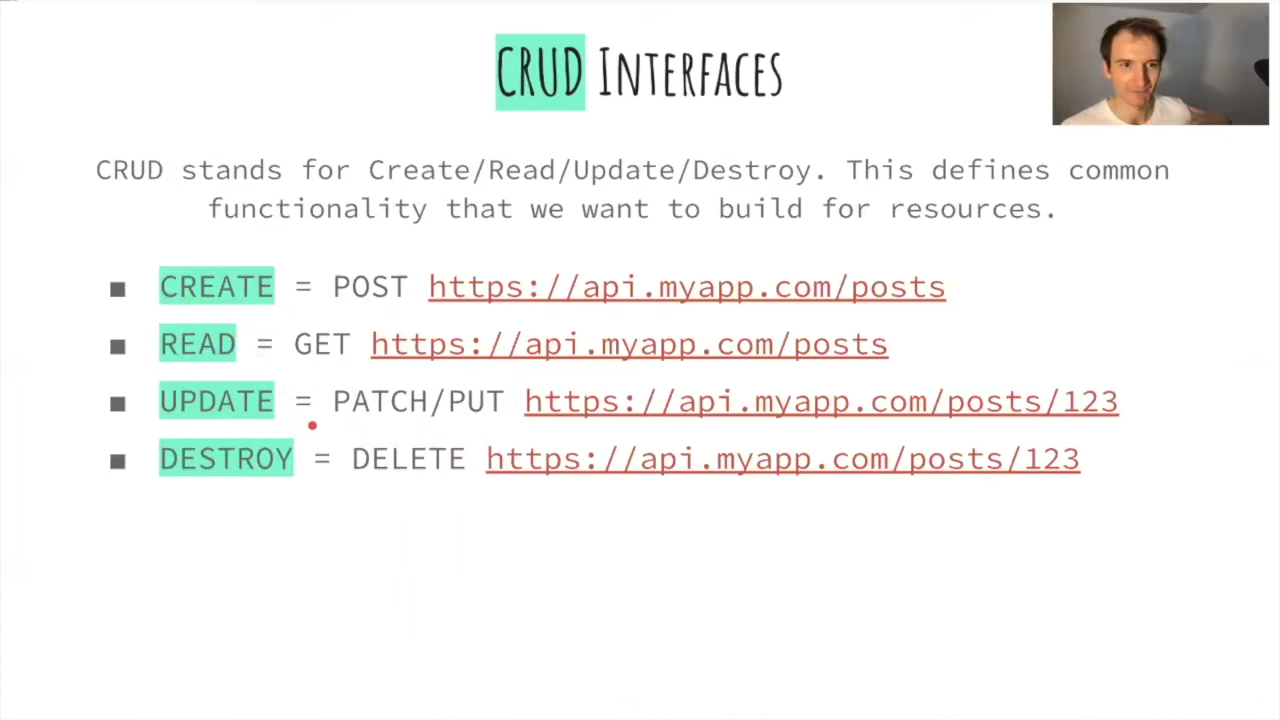 CRUD INTERFACES
CRUD stands for Create/Read/Update/Destroy. This defines common
functionality that we want to build for resources.
■ CREATE = POST https://api.myapp.com/posts
■ READ = GET https://api.myapp.com/posts
■ UPDATE = PATCH/PUT https://api.myapp.com/posts/123
■ DESTROY = DELETE https://api.myapp.com/posts/123